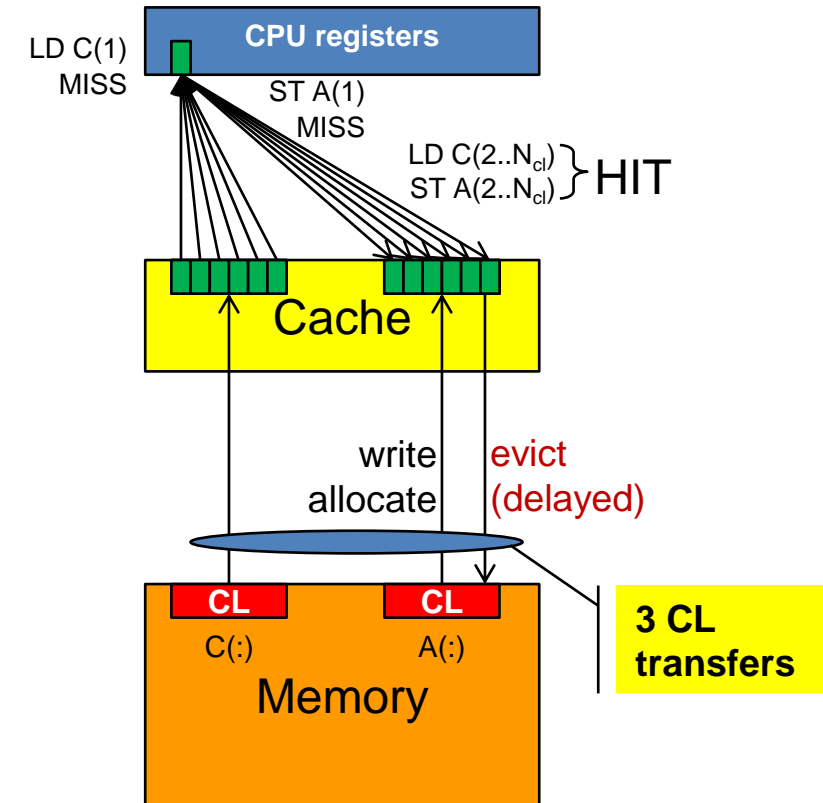 CPU registers
LD C(1)
MISS
ST A(1)
MISS
LD C(2..Ncl)
ST A(2..Ncl)
HIT
Cache
write
allocate
evict
(delayed)
CL
CL
C(:)
A(:)
3 CL
transfers
Memory